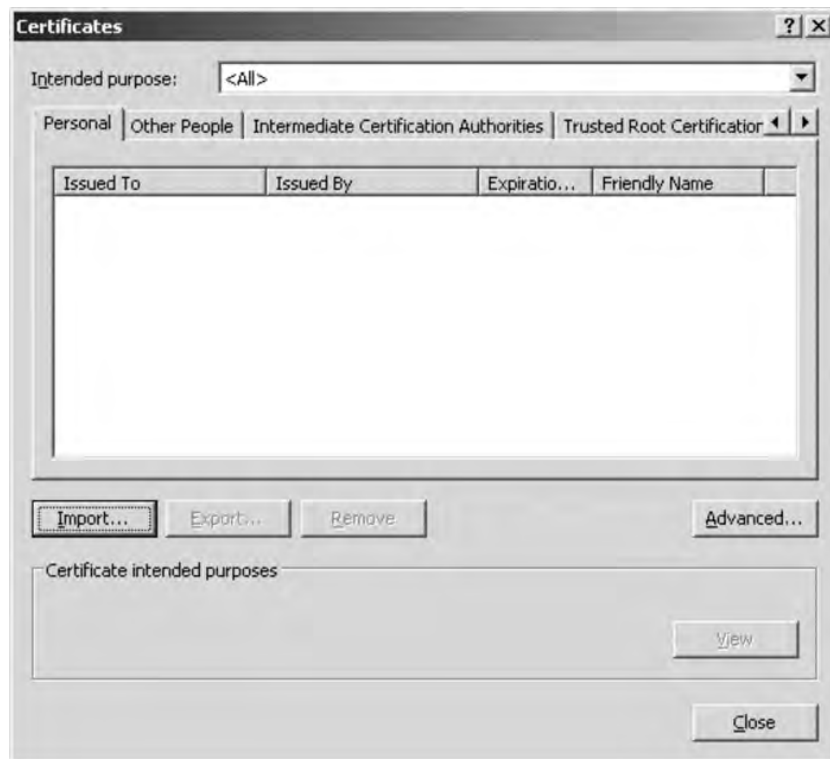 Certificates
Intended purpose: <All>
Personal Other People Intermediate Certification Authorities Trusted Root Certification
Issued To Issued By Expiratio... Friendly Name
Import... Export... Remove Advanced...
Certificate intended purposes
View
Close